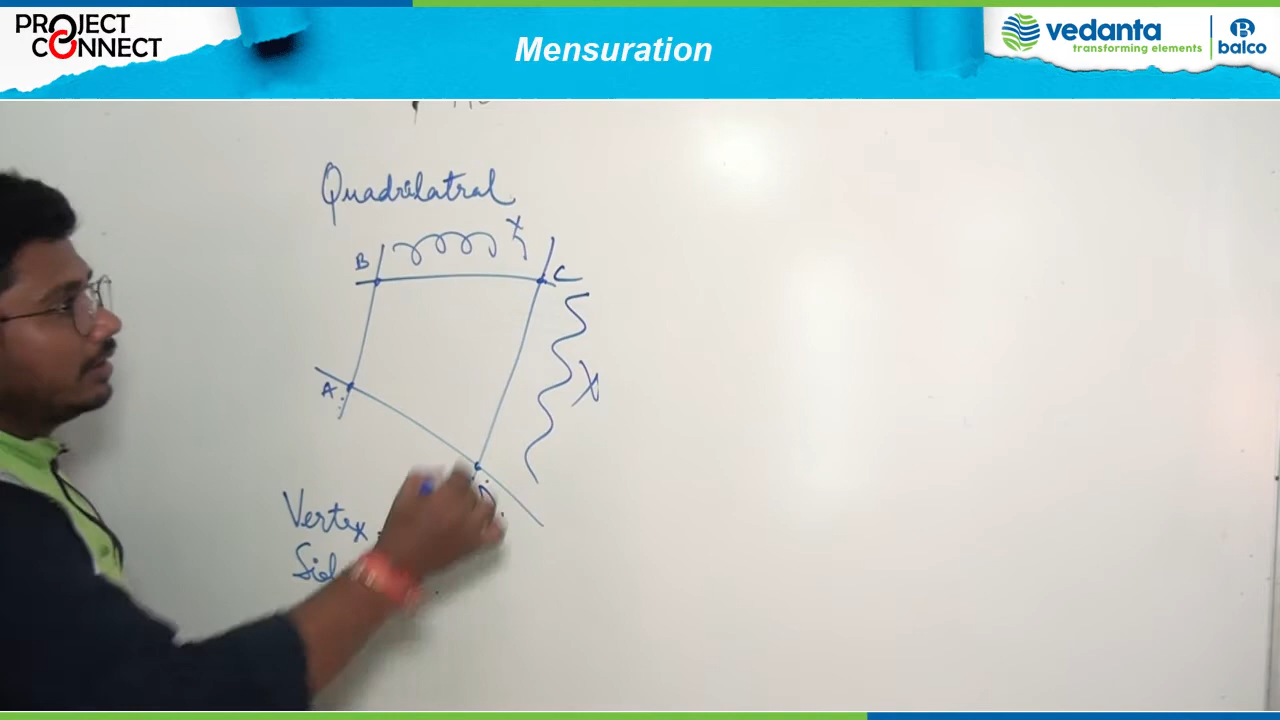 PROJECT
CONNECT
Mensuration
vedanta
transforming elements
balco
Quadrilatral
x
B
C
A
X
D
Vertex